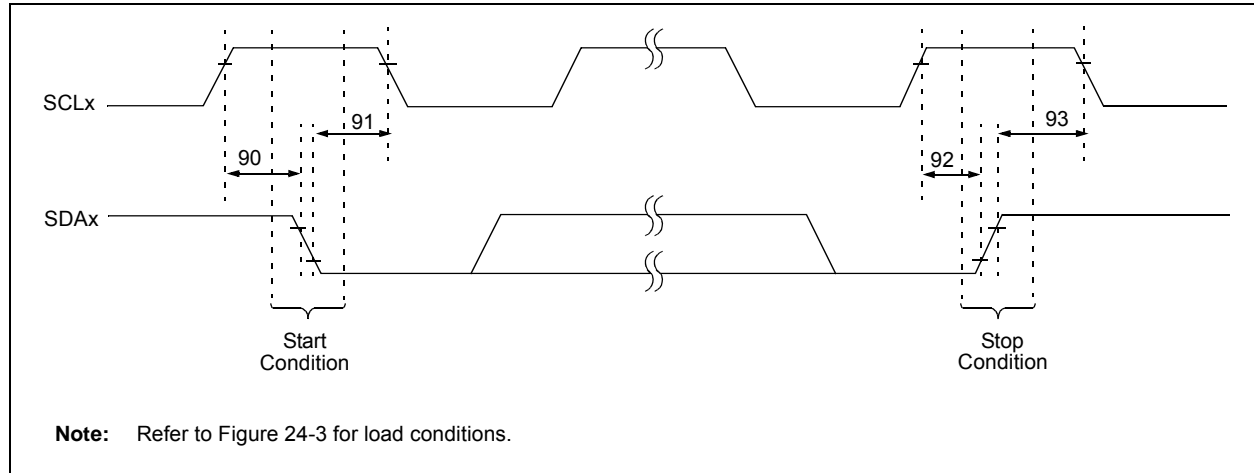 SCLx
91
93
90
92
SDAx
Start
Condition
Stop
Condition
Note: Refer to Figure 24-3 for load conditions.